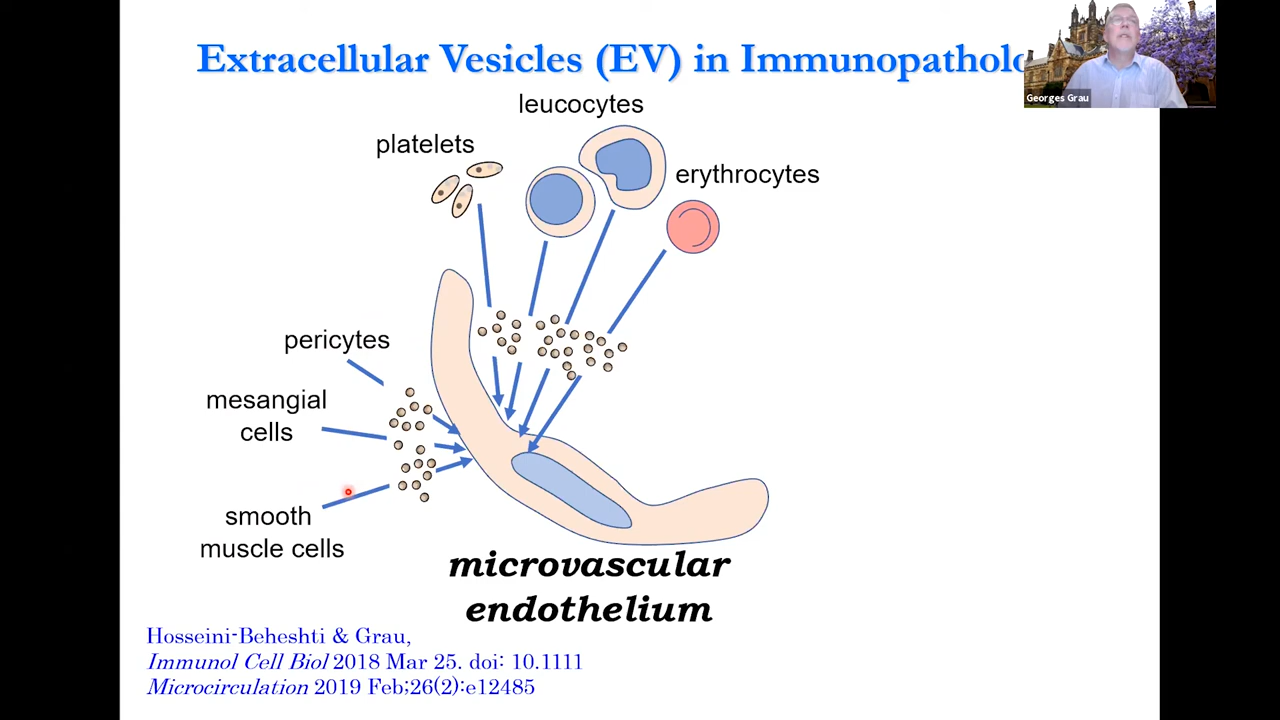 Extracellular Vesicles (EV) in Immunopatholo
Georges Grau
leucocytes
platelets
erythrocytes
pericytes
mesangial
cells
smooth
muscle cells
microvascular
endothelium
Hosseini-Beheshti & Grau,
Immunol Cell Biol 2018 Mar 25. doi: 10.1111
Microcirculation 2019 Feb;26(2):e12485